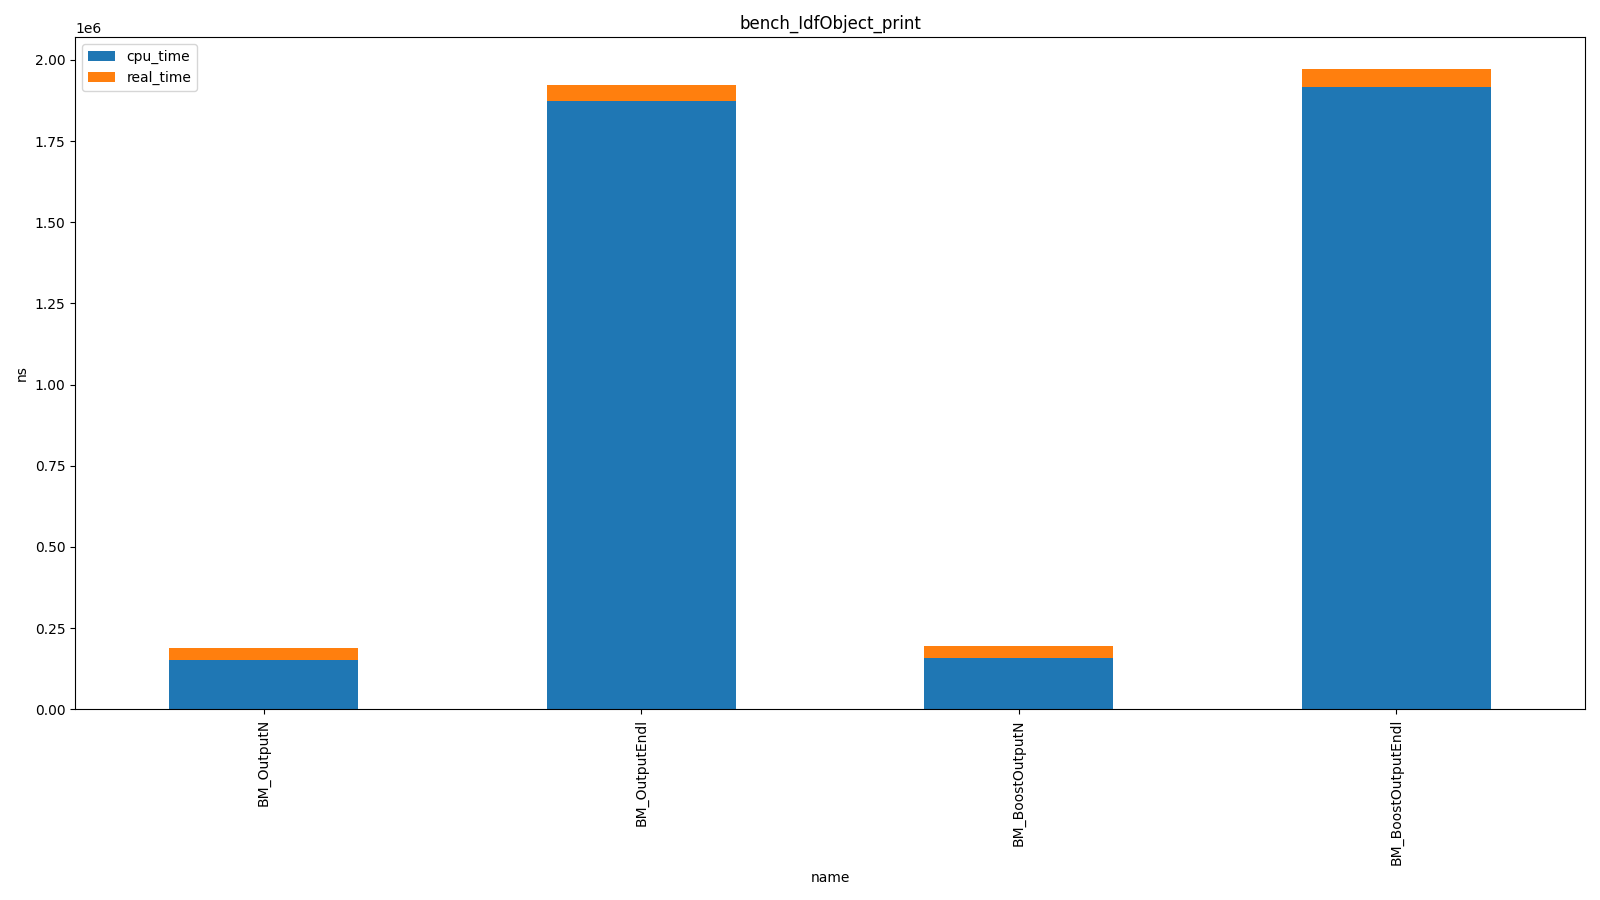 bench_IdfObject_print
1e6
cpu_time
real_time
2.00
1.75
1.50
1.25
1.00
0.75
0.50
0.25
0.00
ns
BM_OutputN
BM_OutputEndl
BM_BoostOutputN
BM_BoostOutputEndl
name